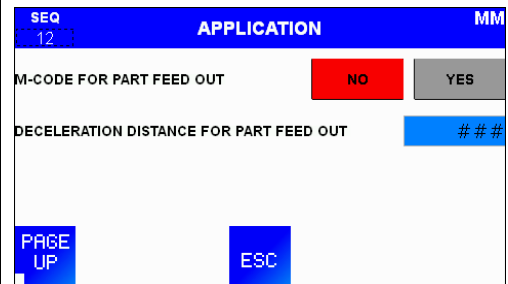 SEQ
12
APPLICATION
MM
M-CODE FOR PART FEED OUT
NO
YES
DECELERATION DISTANCE FOR PART FEED OUT
###
PAGE
UP
ESC